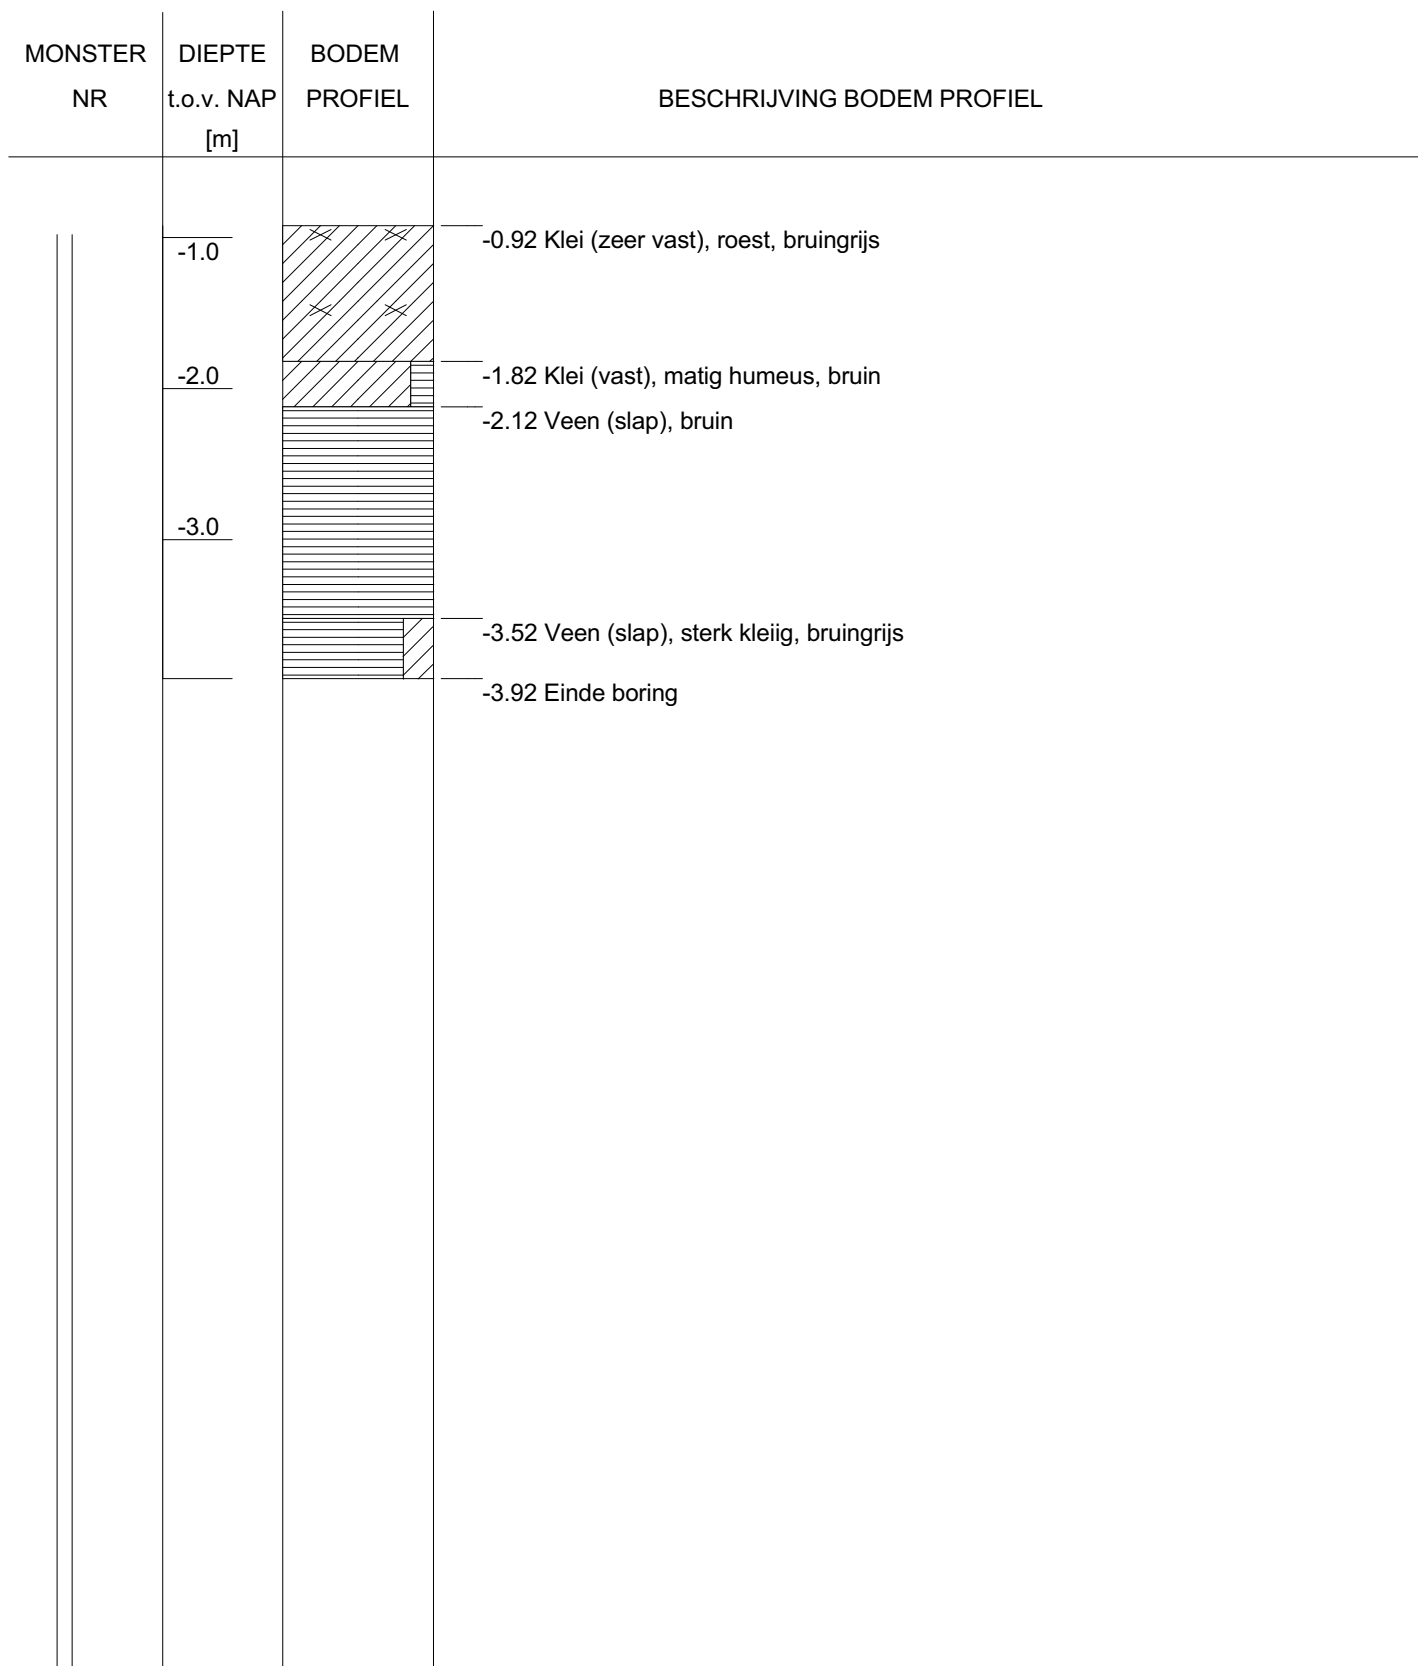 MONSTER DIEPTE BODEM
NR t.o.v. NAP PROFIEL BESCHRIJVING BODEM PROFIEL
[m]
-0.92 Klei (zeer vast), roest, bruingrijs
-1.0
-2.0 -1.82 Klei (vast), matig humeus, bruin
-2.12 Veen (slap), bruin
-3.0
-3.52 Veen (slap), sterk kleiig, bruingrijs
-3.92 Einde boring